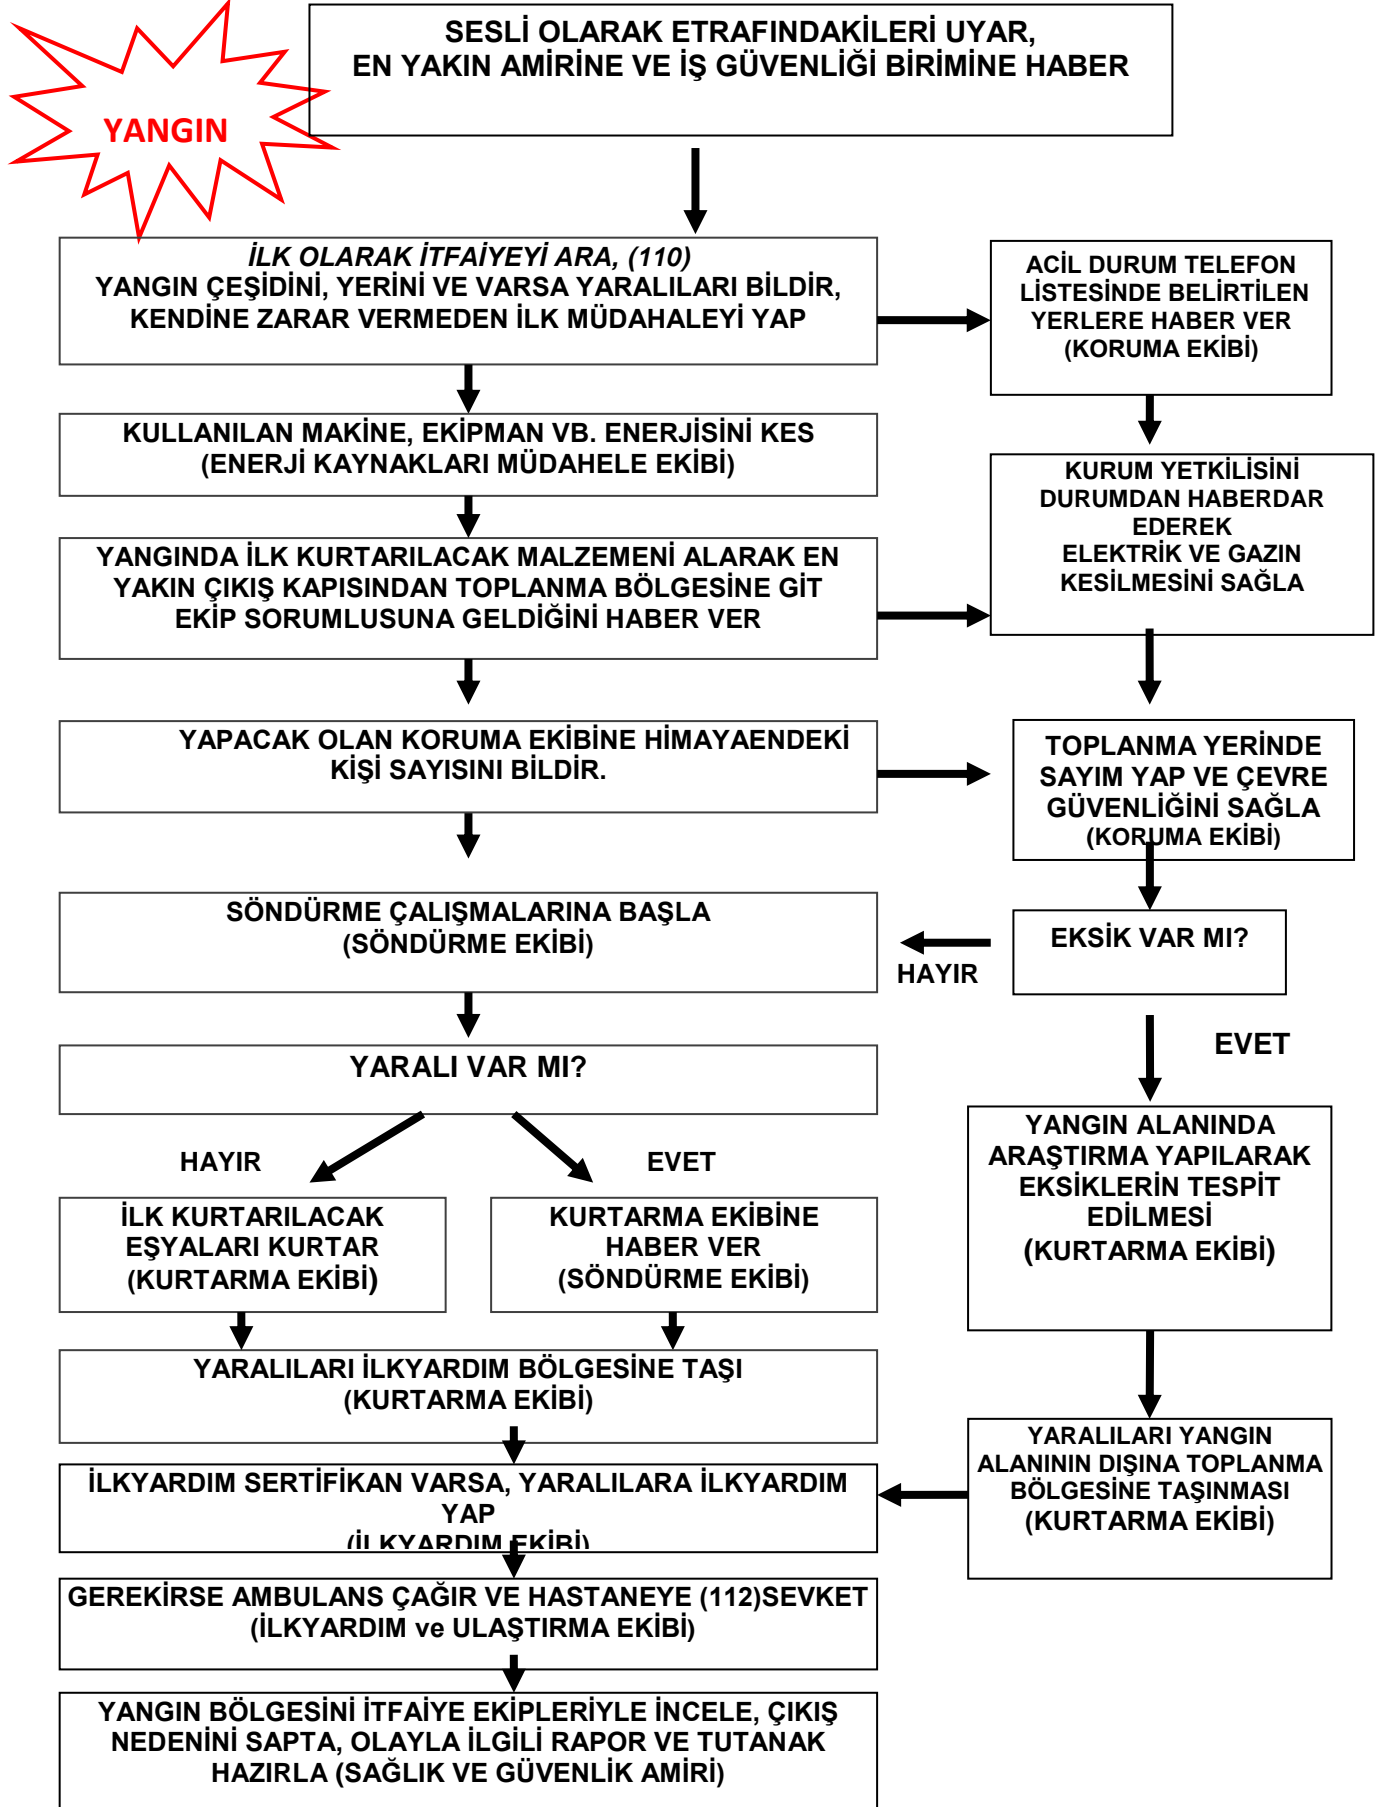 SESLİ OLARAK ETRAFINDAKİLERİ UYAR,
EN YAKIN AMİRİNE VE İŞ GÜVENLİĞİ BİRİMİNE HABER
YANGIN
İLK OLARAK İTFAİYEYİ ARA, (110)
YANGIN ÇEŞİDİNİ, YERİNİ VE VARSA YARALILARI BİLDİR,
KENDİNE ZARAR VERMEDEN İLK MÜDAHALEYİ YAP
ACİL DURUM TELEFON
LİSTESİNDE BELİRTİLEN
YERLERE HABER VER
(KORUMA EKİBİ)
KULLANILAN MAKİNE, EKİPMAN VB. ENERJİSİNİ KES
(ENERJİ KAYNAKLARI MÜDAHELE EKİBİ)
KURUM YETKİLİSİNİ
DURUMDAN HABERDAR
EDEREK
ELEKTRİK VE GAZIN
KESİLMESİNİ SAĞLA
YANGINDA İLK KURTARILACAK MALZEMENİ ALARAK EN
YAKIN ÇIKIŞ KAPISINDAN TOPLANMA BÖLGESİNE GİT
EKİP SORUMLUSUNA GELDİĞİNİ HABER VER
YAPACAK OLAN KORUMA EKİBİNE HİMAYAENDEKİ
KİŞİ SAYISINI BİLDİR.
TOPLANMA YERİNDE
SAYIM YAP VE ÇEVRE
GÜVENLİĞİNİ SAĞLA
(KORUMA EKİBİ)
SÖNDÜRME ÇALIŞMALARINA BAŞLA
(SÖNDÜRME EKİBİ)
EKSİK VAR MI?
HAYIR
EVET
YARALI VAR MI?
HAYIR
EVET
YANGIN ALANINDA
ARAŞTIRMA YAPILARAK
EKSİKLERİN TESPİT
EDİLMESİ
(KURTARMA EKİBİ)
İLK KURTARILACAK
EŞYALARI KURTAR
(KURTARMA EKİBİ)
KURTARMA EKİBİNE
HABER VER
(SÖNDÜRME EKİBİ)
YARALILARI İLKYARDIM BÖLGESİNE TAŞI
(KURTARMA EKİBİ)
YARALILARI YANGIN
ALANININ DIŞINA TOPLANMA
BÖLGESİNE TAŞINMASI
(KURTARMA EKİBİ)
İLKYARDIM SERTİFİKAN VARSA, YARALILARA İLKYARDIM
YAP
(İLKYARDIM EKİBİ)
GEREKİRSE AMBULANS ÇAĞIR VE HASTANEYE (112)SEVKET
(İLKYARDIM ve ULAŞTIRMA EKİBİ)
YANGIN BÖLGESİNİ İTFAİYE EKİPLERİYLE İNCELE, ÇIKIŞ
NEDENİNİ SAPTA, OLAYLA İLGİLİ RAPOR VE TUTANAK
HAZIRLA (SAĞLIK VE GÜVENLİK AMİRİ)